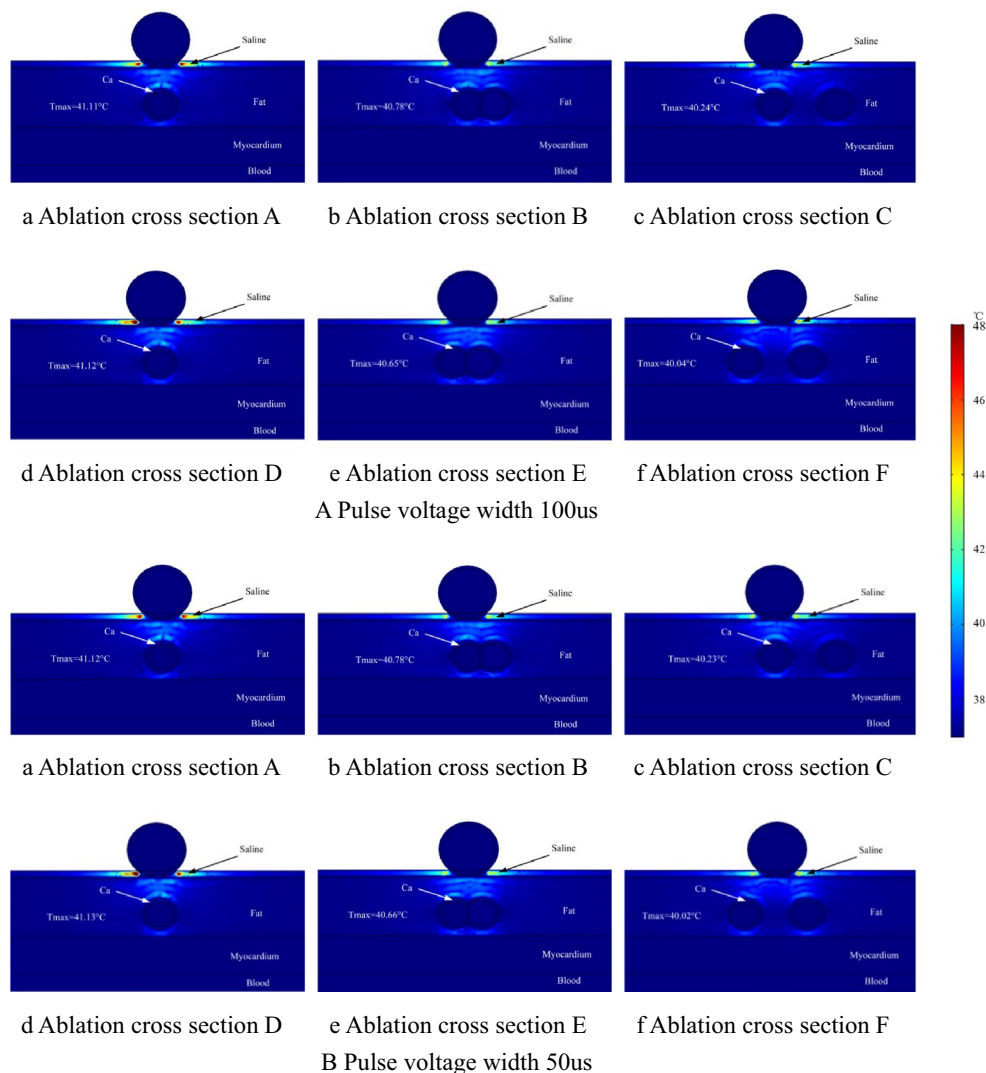 Saline
Saline
Saline
Ca
Ca
Ca
Tmax=41.11°C
Fat
Tmax=40.78°C
Fat
Tmax=40.24°C
Fat
Myocardium
Myocardium
Myocardium
Blood
Blood
Blood
a Ablation cross section A
b Ablation cross section B
c Ablation cross section C
Saline
Saline
Saline
Ca
Ca
Ca
Tmax=41.12°C
Fat
Tmax=40.65°C
Fat
Tmax=40.04°C
Fat
Myocardium
Myocardium
Myocardium
Blood
Blood
Blood
d Ablation cross section D
e Ablation cross section E
f Ablation cross section F
A Pulse voltage width 100us
°C
48
46
44
42
40
38
Saline
Saline
Saline
Ca
Ca
Ca
Tmax=41.12°C
Fat
Tmax=40.78°C
Fat
Tmax=40.23°C
Fat
Myocardium
Myocardium
Myocardium
Blood
Blood
Blood
a Ablation cross section A
b Ablation cross section B
c Ablation cross section C
Saline
Saline
Saline
Ca
Ca
Ca
Tmax=41.13°C
Fat
Tmax=40.66°C
Fat
Tmax=40.02°C
Fat
Myocardium
Myocardium
Myocardium
Blood
Blood
Blood
d Ablation cross section D
e Ablation cross section E
f Ablation cross section F
B Pulse voltage width 50us